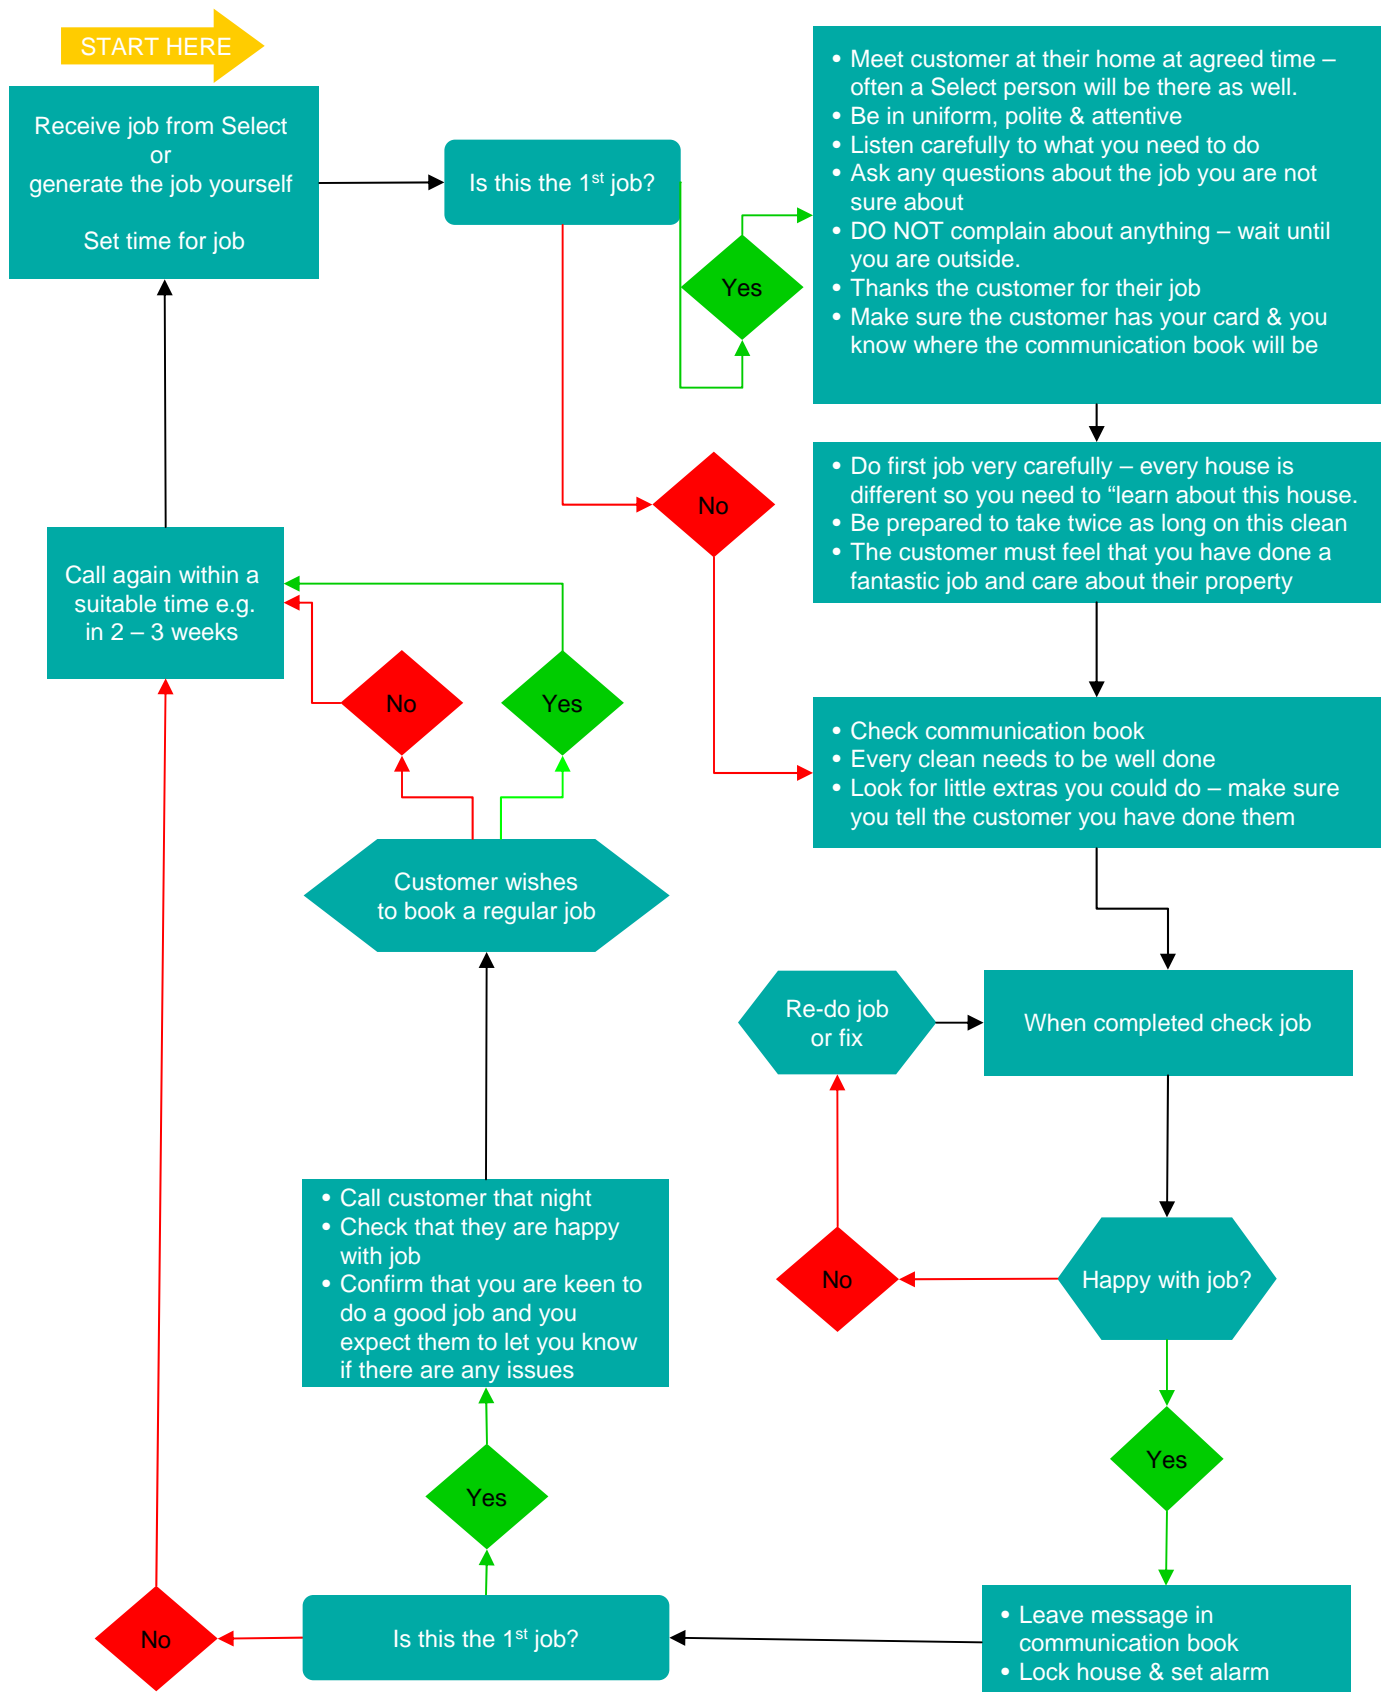 START HERE
Receive job from Select
or
generate the job yourself
Set time for job
Is this the 1st job?
Yes
• Meet customer at their home at agreed time –
often a Select person will be there as well.
• Be in uniform, polite & attentive
• Listen carefully to what you need to do
• Ask any questions about the job you are not
sure about
• DO NOT complain about anything – wait until
you are outside.
• Thanks the customer for their job
• Make sure the customer has your card & you
know where the communication book will be
No
• Do first job very carefully – every house is
different so you need to “learn about this house.
• Be prepared to take twice as long on this clean
• The customer must feel that you have done a
fantastic job and care about their property
• Check communication book
• Every clean needs to be well done
• Look for little extras you could do – make sure
you tell the customer you have done them
When completed check job
Re-do job
or fix
Happy with job?
No
Yes
• Leave message in
communication book
• Lock house & set alarm
Is this the 1st job?
No
Yes
• Call customer that night
• Check that they are happy
with job
• Confirm that you are keen to
do a good job and you
expect them to let you know
if there are any issues
Customer wishes
to book a regular job
No
Yes
Call again within a
suitable time e.g.
in 2 – 3 weeks